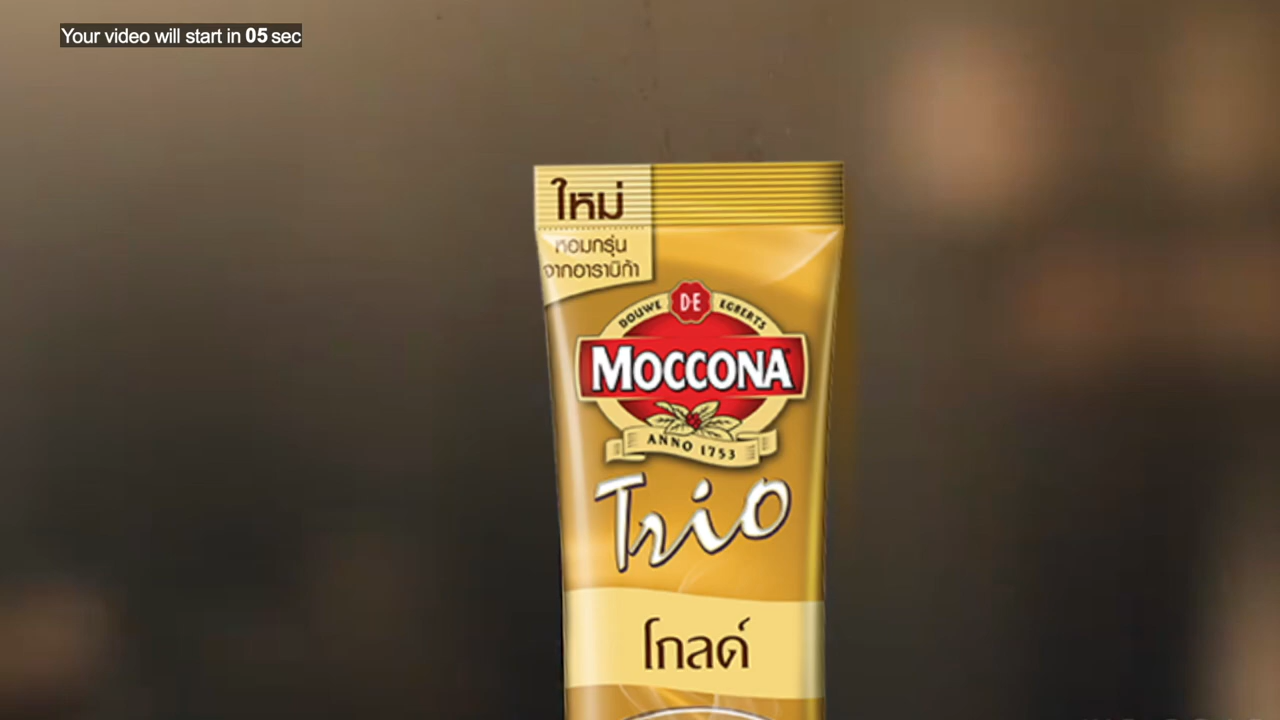 Your video will start in 05 sec
ใหม่
หอมกรุ่น
จากอาราบิก้า
DOUWE D·E EGBERTS
MOCCONA
ANNO 1753
Trio
โกลด์